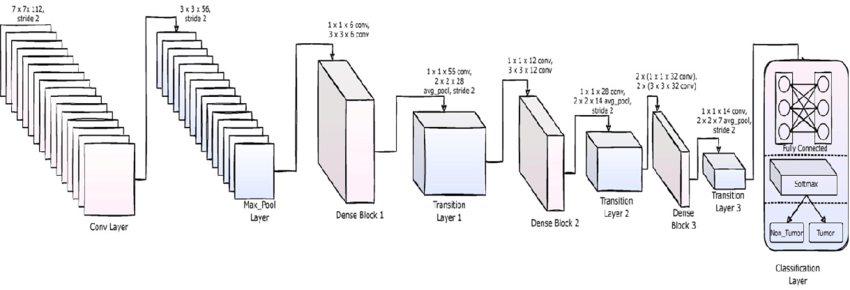 7 x 7x 112,
stride 2
3 x 3 x 56,
stride 2
1 x 1 x 6 conv,
3 x 3 x 6 conv
1 x 1 x 56 conv,
2 x 2 x 28
avg_pool, stride 2
1 x 1 x 12 conv,
3 x 3 x 12 conv
1 x 1 x 28 conv,
2 x 2 x 14 avg_pool,
stride 2
2 x (1 x 1 x 32 conv),
2 x (3 x 3 x 32 conv)
1 x 1 x 14 conv,
2 x 2 x 7 avg_pool,
stride 2
Conv Layer
Max_Pool
Layer
Dense Block 1
Transition
Layer 1
Dense Block 2
Transition
Layer 2
Dense
Block 3
Transition
Layer 3
Fully Connected
Softmax
Non_Tumor
Tumor
Classification
Layer